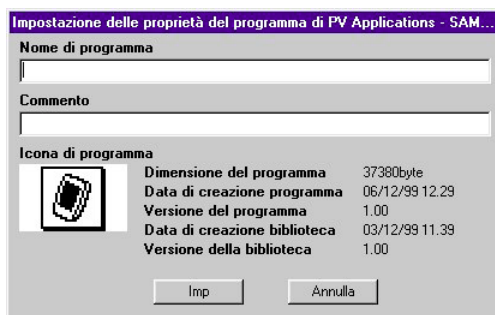 Impostazione delle proprietà del programma di PV Applications - SAM...
Nome di programma
Commento
Icona di programma
Dimensione del programma 37380byte
Data di creazione programma 06/12/99 12.29
Versione del programma 1.00
Data di creazione biblioteca 03/12/99 11.39
Versione della biblioteca 1.00
Imp Annulla